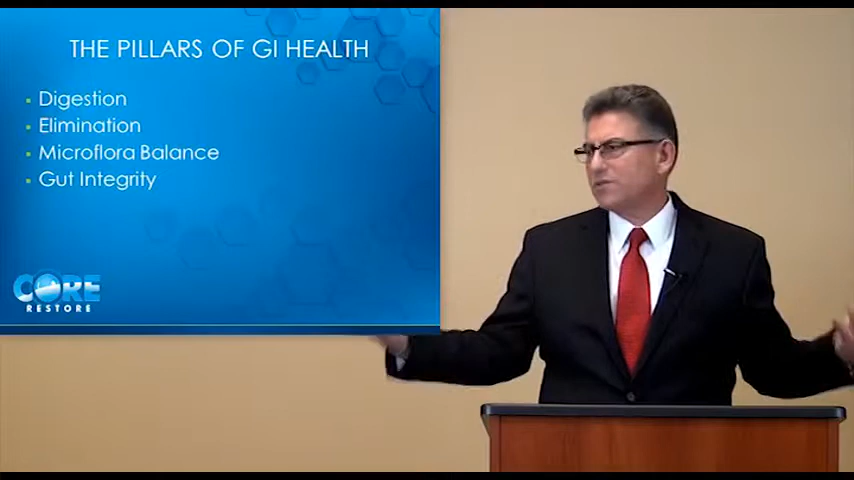 THE PILLARS OF GI HEALTH
Digestion
Elimination
Microflora Balance
Gut Integrity
CORE
RESTORE